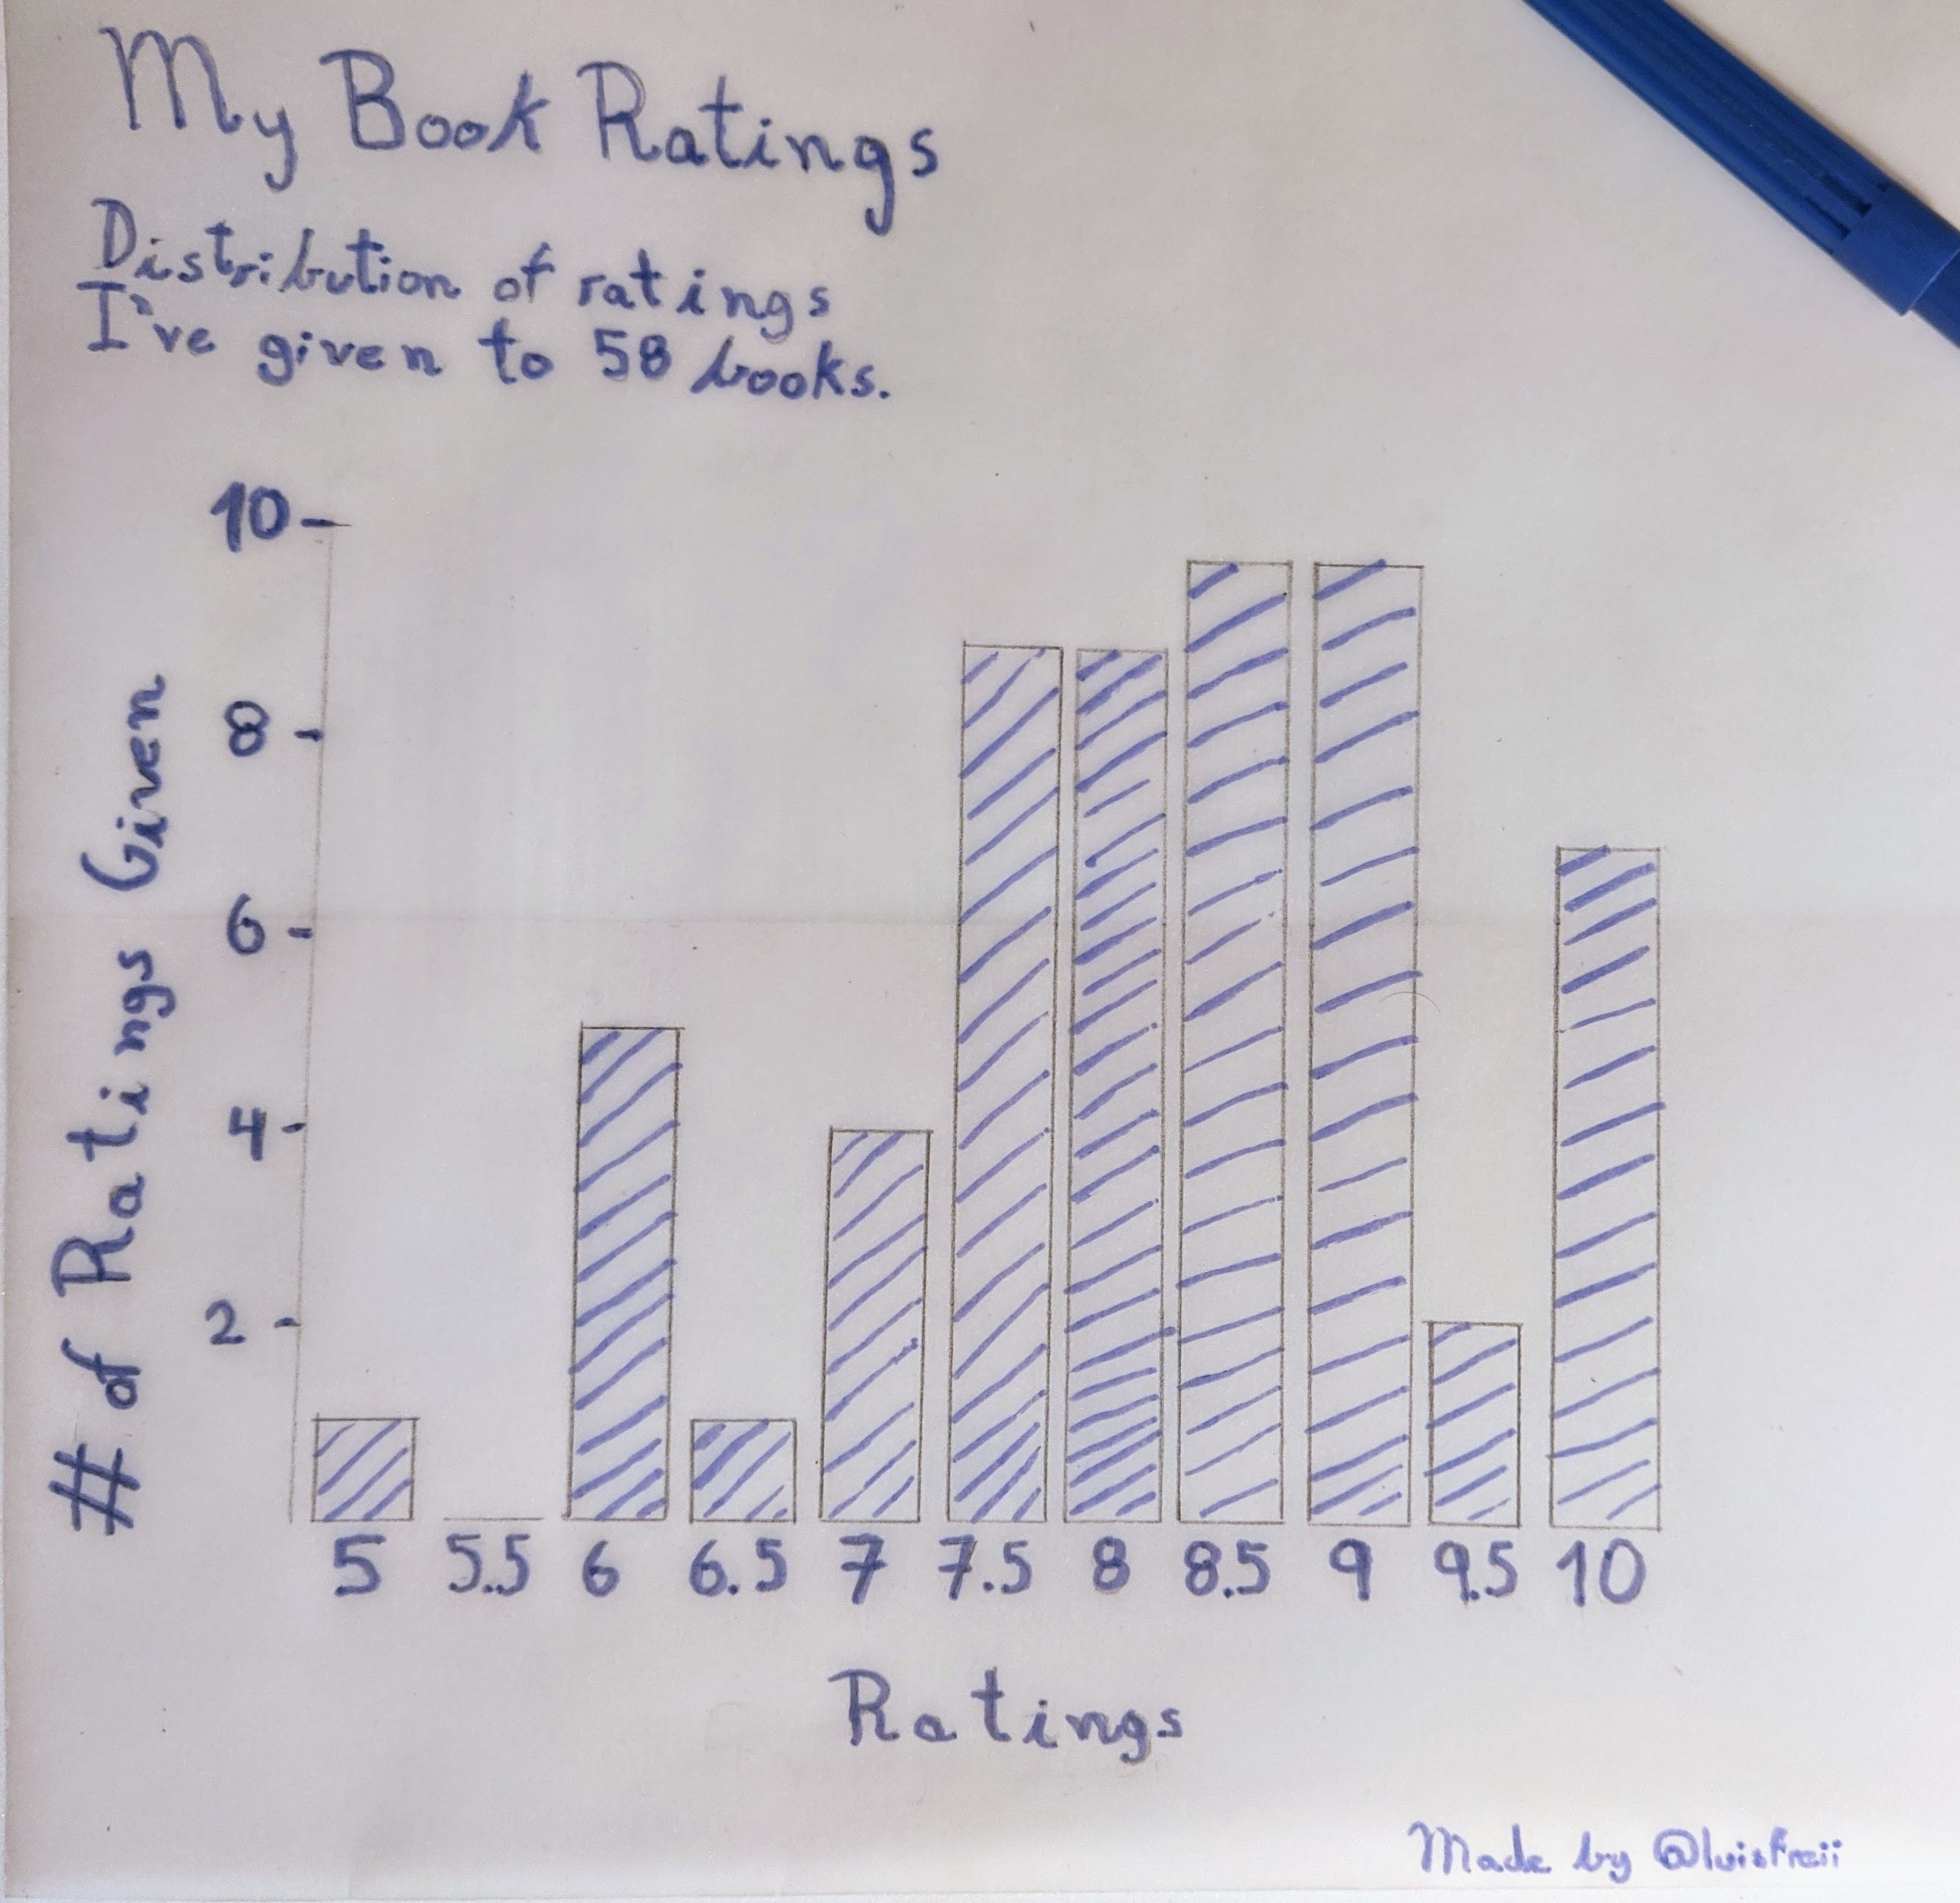 My Book Ratings
Distribution of ratings
I've given to 58 books.
# of Ratings Given
10
8
6
4
2
5 5.5 6 6.5 7 7.5 8 8.5 9 9.5 10
Ratings
Made by @luisfreii